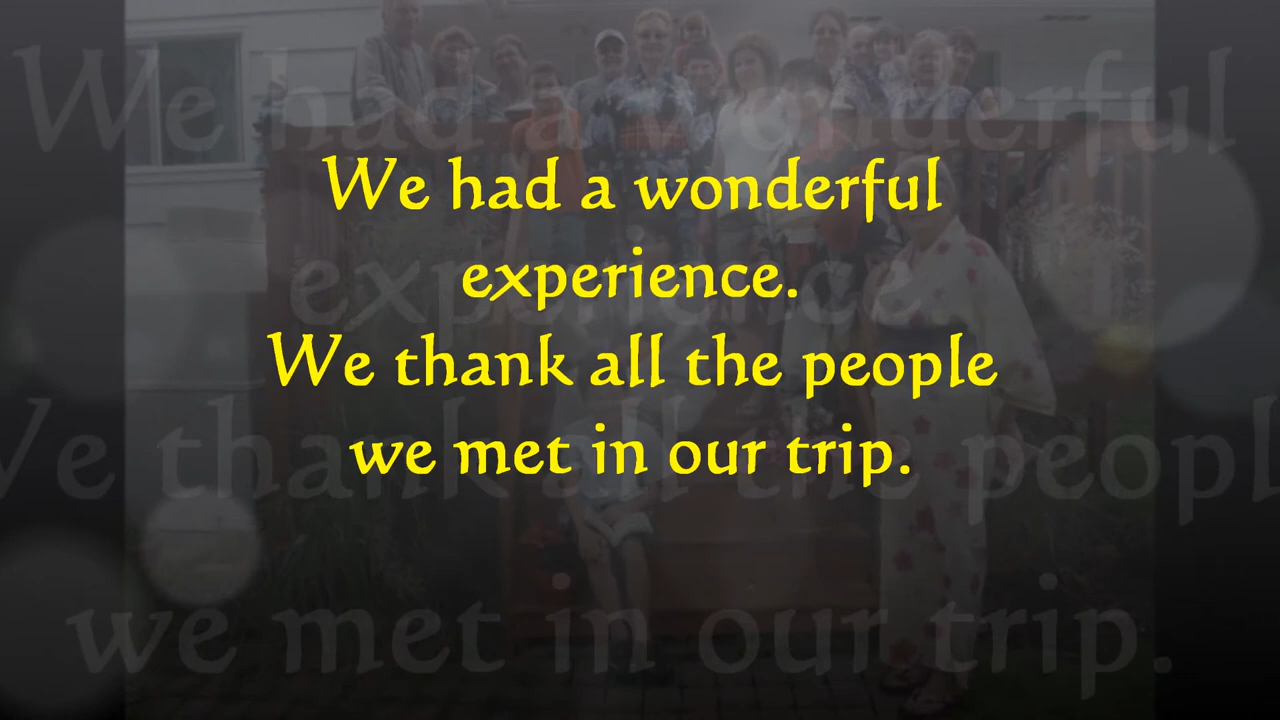 We had a wonderful
experience.
We thank all the people
we met in our trip.